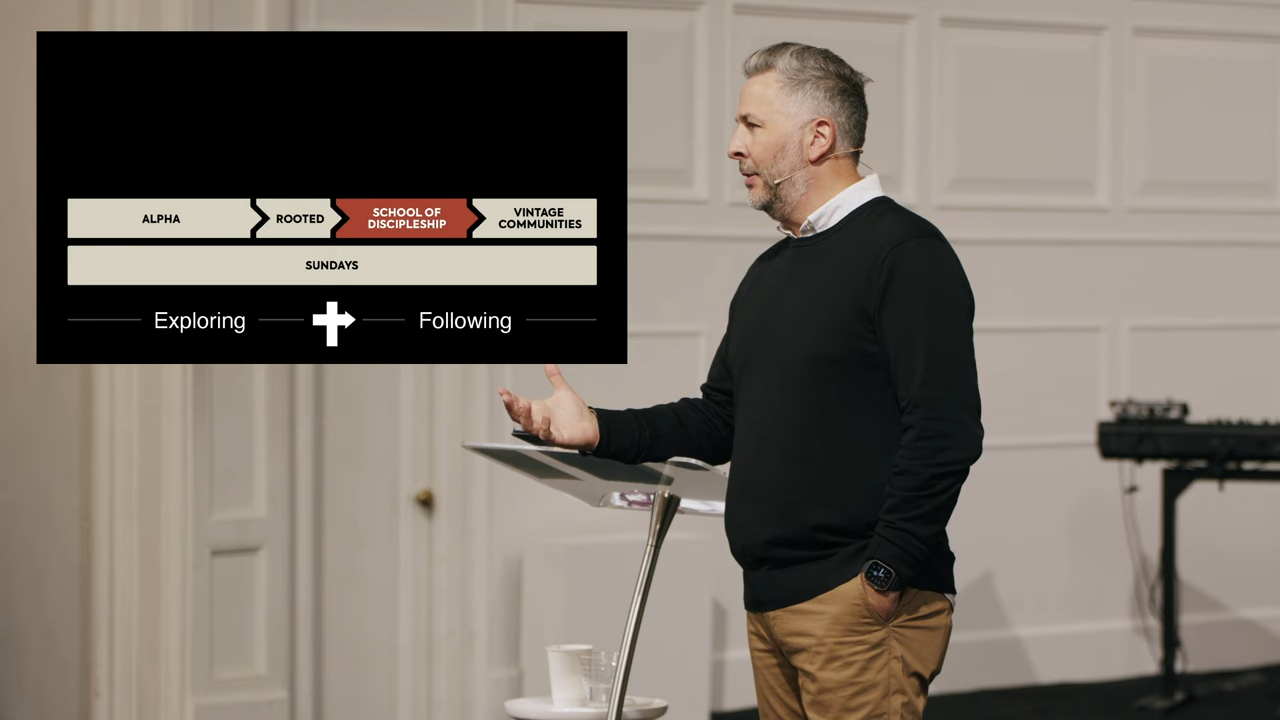 ALPHA
ROOTED
SCHOOL OF
DISCIPLESHIP
VINTAGE
COMMUNITIES
SUNDAYS
Exploring
Following